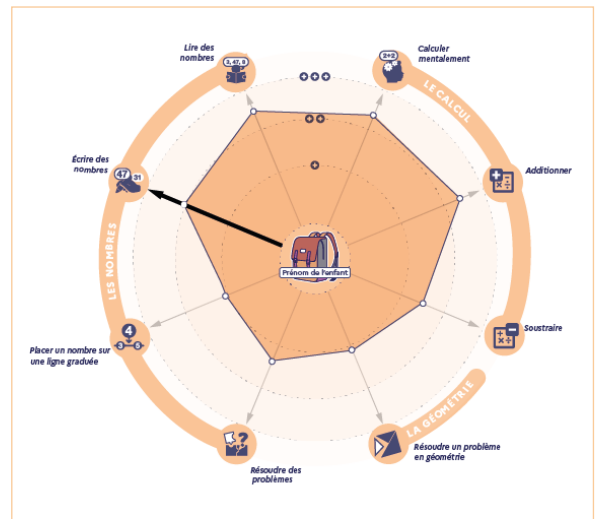 Lire des
nombres
3, 47, 8
2+2
Calculer
mentalement
LE CALCUL
Écrire des
nombres
47
31
Additionner
LES NOMBRES
Prénom de l'enfant
4
3 5
Placer un nombre sur
une ligne graduée
Soustraire
LA GÉOMÉTRIE
Résoudre des
problèmes
Résoudre un problème
en géométrie